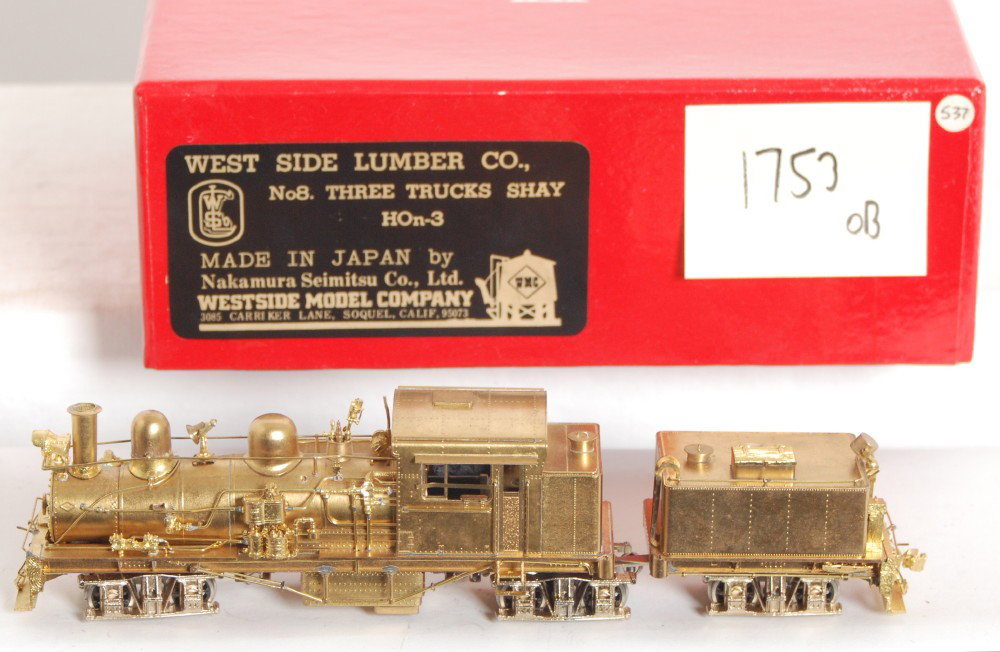 WEST SIDE LUMBER CO.,
No8. THREE TRUCKS SHAY
HOn-3
MADE IN JAPAN by
Nakamura Seimitsu Co., Ltd.
WESTSIDE MODEL COMPANY
3085 CARRIKER LANE, SOQUEL, CALIF, 95073
WMC
1753
OB
537